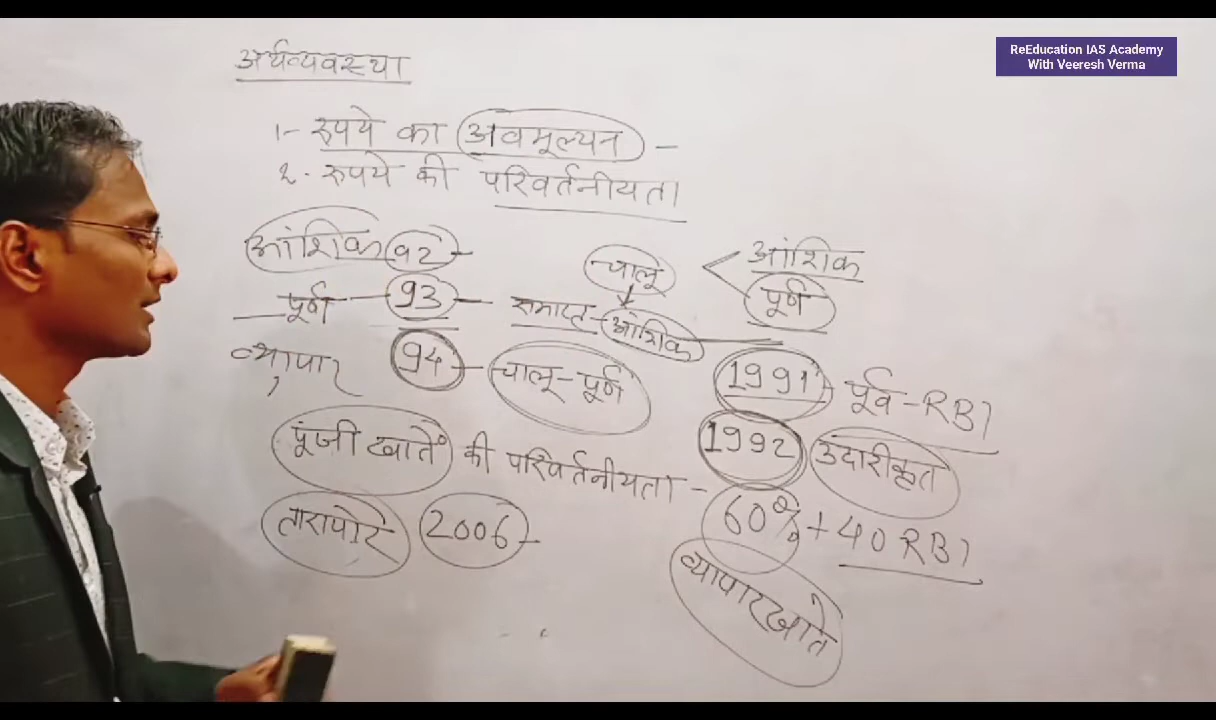 ReEducation IAS Academy
With Veeresh Verma
अर्थव्यवस्था
1- रुपये का अवमूल्यन -
2. रुपये की परिवर्तनीयता
आंशिक 92 -
पूर्ण - 93 - समाप्त - आंशिक
व्यापार 94 - चालू - पूर्ण
चालू < आंशिक
पूर्ण
1991 - पूर्व - RBI
1992 उदारीकृत
पूंजी खाते की परिवर्तनीयता -
60% + 40 RBI
तारापोरे 2006 -
व्यापार खाते